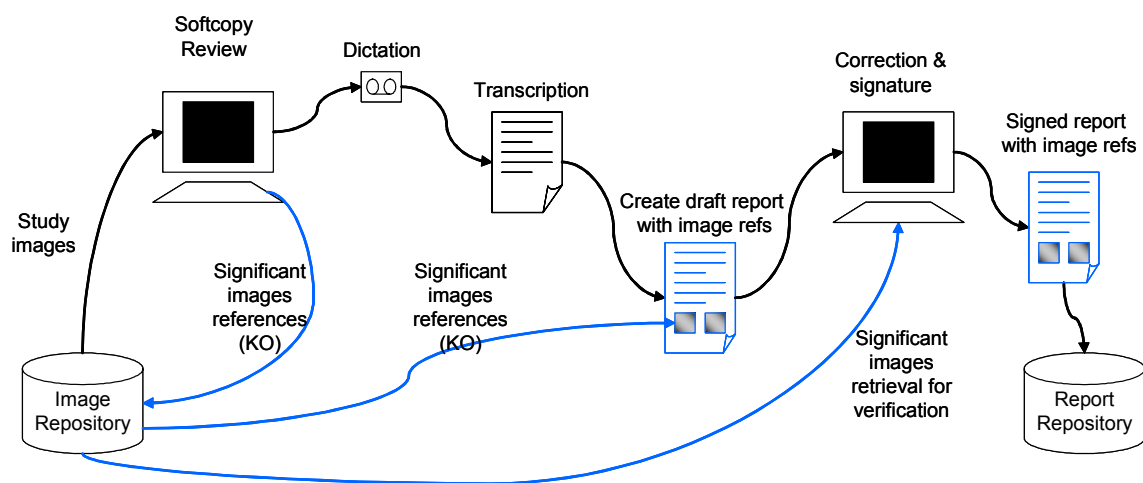 Softcopy
Review
Dictation
Transcription
Correction &
signature
Signed report
with image refs
Create draft report
with image refs
Study
images
Significant
images
references
(KO)
Significant
images
references
(KO)
Significant
images
retrieval for
verification
Image
Repository
Report
Repository